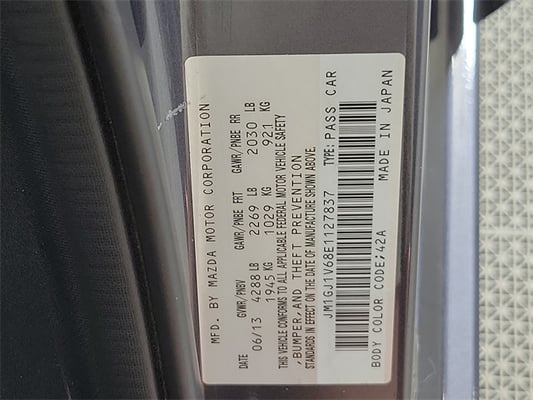 MFD. BY MAZDA MOTOR CORPORATION
GVWR/PNBV GAWR/PNBE FRT GAWR/PNBE RR
DATE 06/13 4288 LB 2269 LB 2030 LB
1945 KG 1029 KG 921 KG
THIS VEHICLE CONFORMS TO ALL APPLICABLE FEDERAL MOTOR VEHICLE SAFETY
,BUMPER,AND THEFT PREVENTION
STANDARDS IN EFFECT ON THE DATE OF MANUFACTURE SHOWN ABOVE.
JM1GJ1V68E1127837 TYPE: PASS CAR
BODY COLOR CODE;42A MADE IN JAPAN